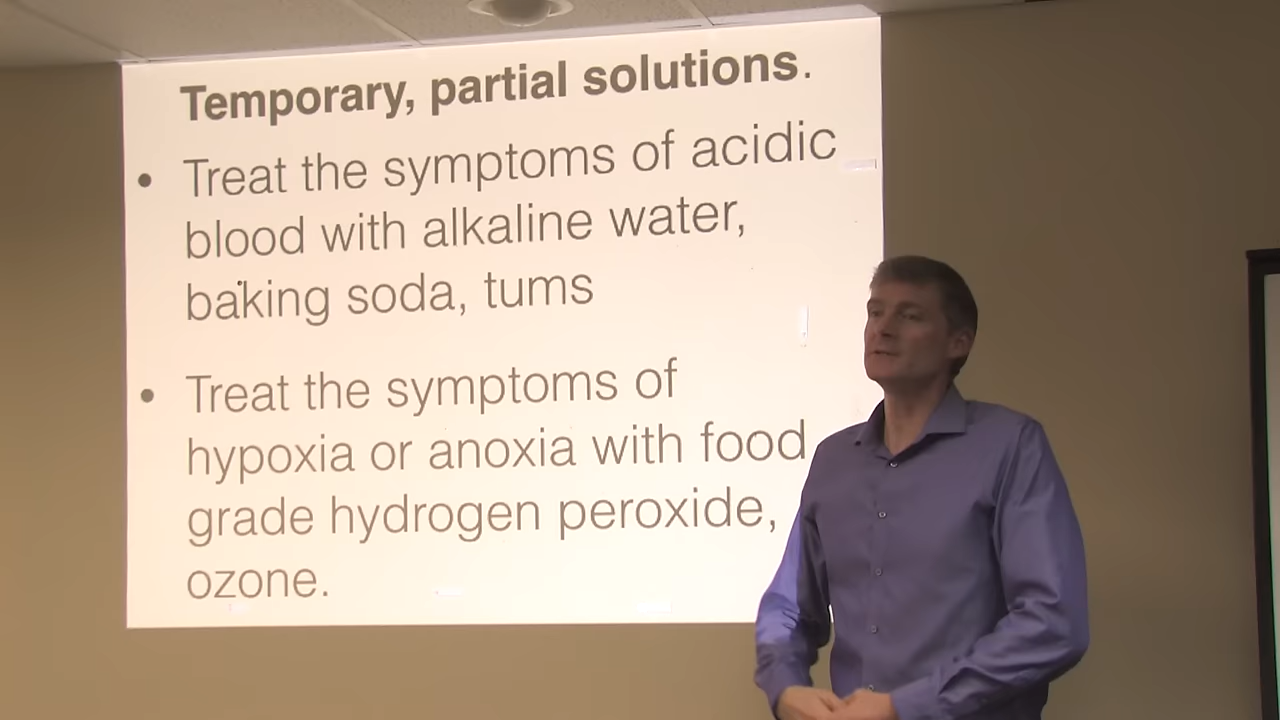 Temporary, partial solutions.
• Treat the symptoms of acidic
blood with alkaline water,
baking soda, tums
• Treat the symptoms of
hypoxia or anoxia with food
grade hydrogen peroxide,
ozone.